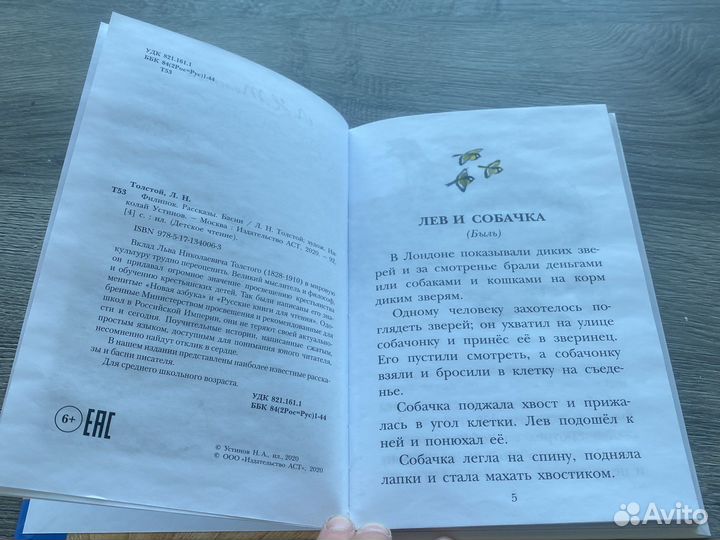 УДК 821.161.1
ББК 84(2Рос=Рус)1-44
Т53
Толстой, Л. Н.
Т53 Филипок. Рассказы. Басни / Л. Н. Толстой; худож. Ни-
колай Устинов. – Москва : Издательство АСТ, 2020. – 92,
[4] с. : ил. (Детское чтение).
ISBN 978-5-17-134006-3
Вклад Льва Николаевича Толстого (1828-1910) в мировую
культуру трудно переоценить. Великий мыслитель и философ,
он придавал огромное значение просвещению крестьянства
и обучению крестьянских детей. Так были написаны его зна-
менитые «Новая азбука» и «Русские книги для чтения». Одо-
бренные Министерством просвещения и рекомендованные для
школ в Российской Империи, они не теряют своей актуально-
сти и сегодня. Поучительные истории, написанные сжатым,
простым языком, доступным для понимания юного читателя,
несомненно найдут отклик в сердце.
В нашем издании представлены наиболее известные расска-
зы и басни писателя.
Для среднего школьного возраста.
УДК 821.161.1
ББК 84(2Рос=Рус)1-44
6+ EAC
© Устинов Н. А., ил., 2020
© ООО «Издательство АСТ», 2020
ЛЕВ И СОБАЧКА
(Быль)
В Лондоне показывали диких зве-
рей и за смотренье брали деньгами
или собаками и кошками на корм
диким зверям.
Одному человеку захотелось по-
глядеть зверей; он ухватил на улице
собачонку и принёс её в зверинец.
Его пустили смотреть, а собачонку
взяли и бросили в клетку на съеде-
нье.
Собачка поджала хвост и прижа-
лась в угол клетки. Лев подошёл к
ней и понюхал её.
Собачка легла на спину, подняла
лапки и стала махать хвостиком.
5
Avito